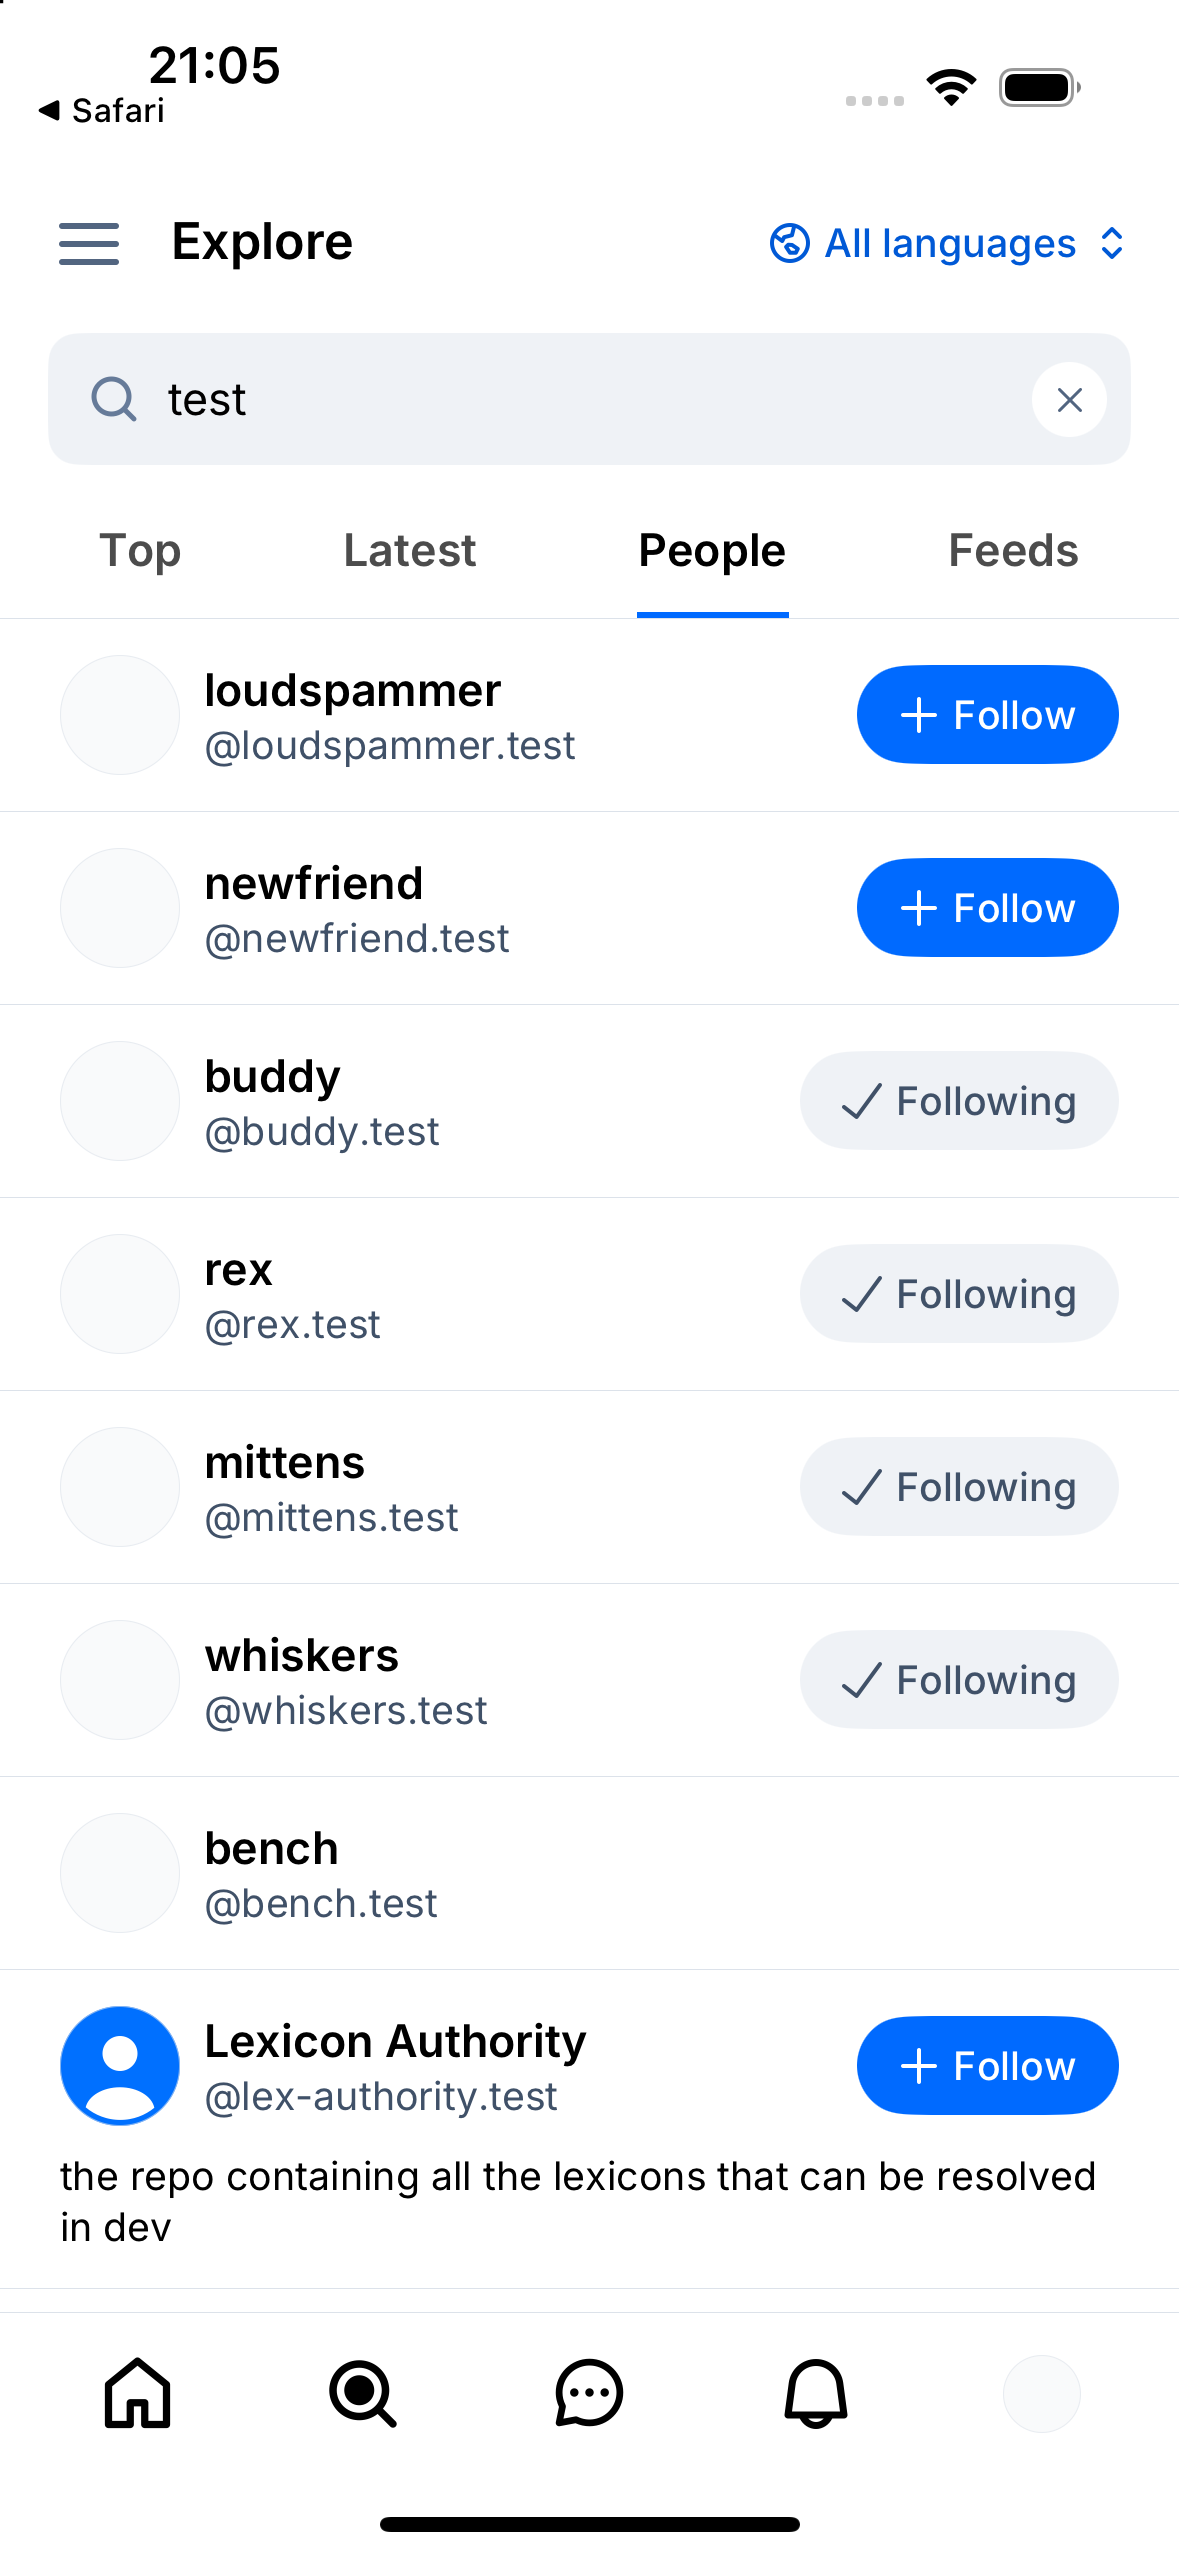 21:05
Safari
Explore
All languages
test
Top
Latest
People
Feeds
loudspammer
@loudspammer.test
Follow
newfriend
@newfriend.test
Follow
buddy
@buddy.test
Following
rex
@rex.test
Following
mittens
@mittens.test
Following
whiskers
@whiskers.test
Following
bench
@bench.test
Lexicon Authority
@lex-authority.test
Follow
the repo containing all the lexicons that can be resolved
in dev